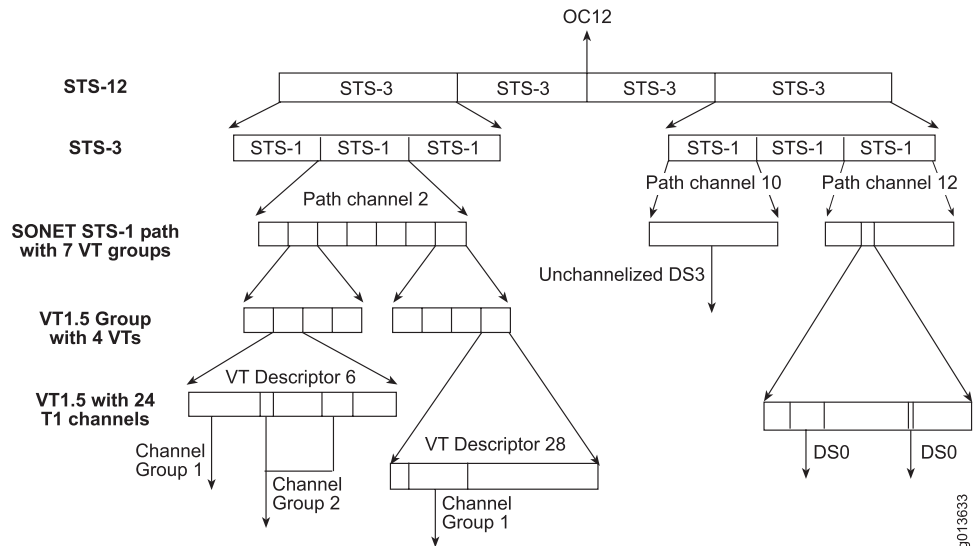 OC12
STS-12
STS-3 STS-3 STS-3 STS-3
STS-3
STS-1 STS-1 STS-1
STS-1 STS-1 STS-1
Path channel 2
Path channel 10
Path channel 12
SONET STS-1 path
with 7 VT groups
Unchannelized DS3
VT1.5 Group
with 4 VTs
VT Descriptor 6
VT1.5 with 24
T1 channels
VT Descriptor 28
Channel
Group 1
Channel
Group 2
Channel
Group 1
DS0
DS0
g013633